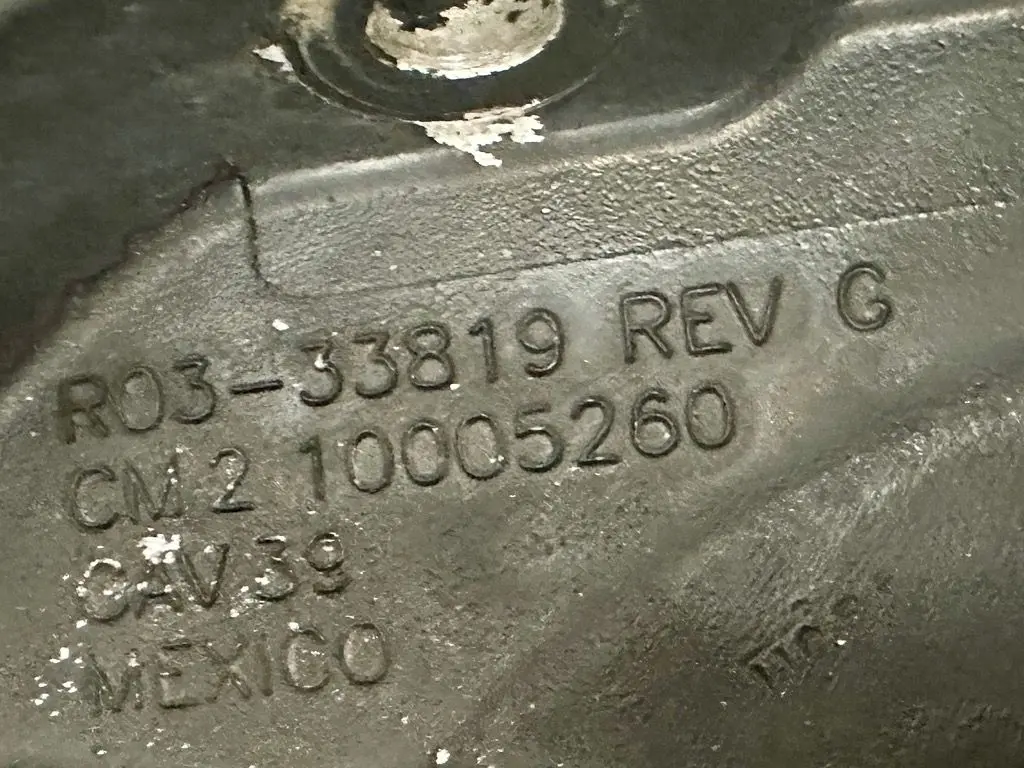 R03-33819 REV G
CM 2 10005260
CAV 39
MEXICO